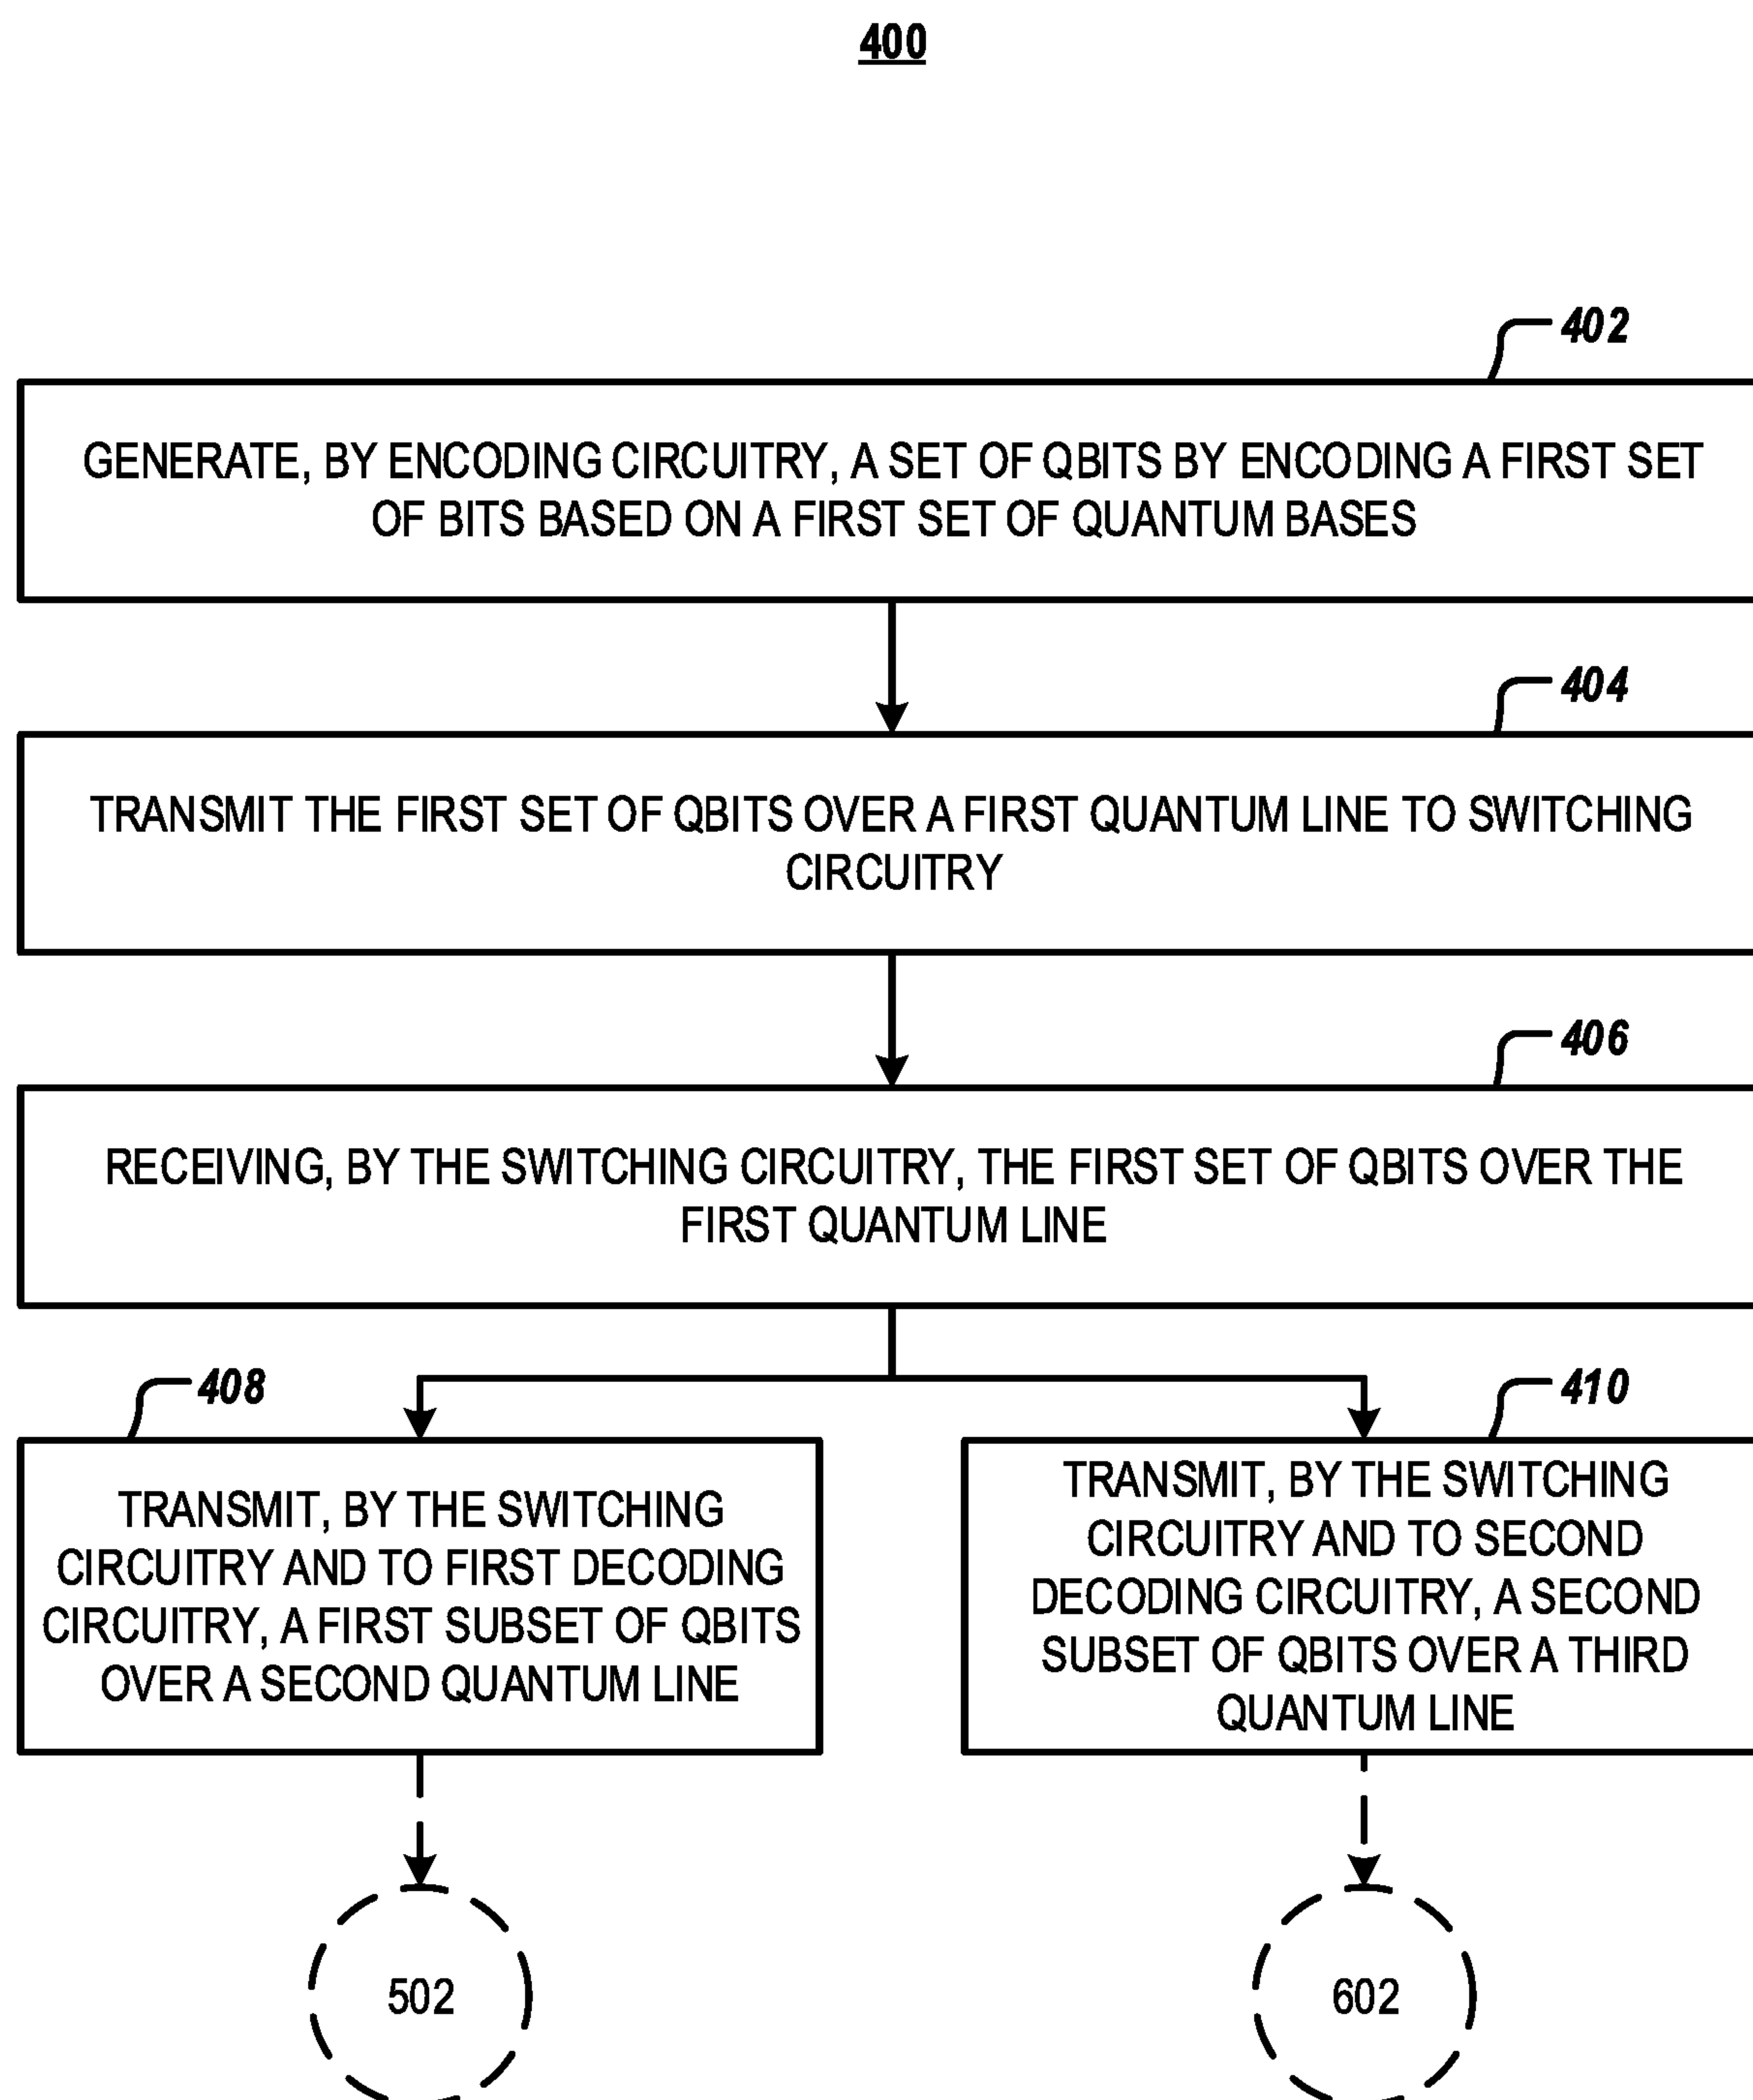 400
402
GENERATE, BY ENCODING CIRCUITRY, A SET OF QBITS BY ENCODING A FIRST SET
OF BITS BASED ON A FIRST SET OF QUANTUM BASES
404
TRANSMIT THE FIRST SET OF QBITS OVER A FIRST QUANTUM LINE TO SWITCHING
CIRCUITRY
406
RECEIVING, BY THE SWITCHING CIRCUITRY, THE FIRST SET OF QBITS OVER THE
FIRST QUANTUM LINE
408
TRANSMIT, BY THE SWITCHING
CIRCUITRY AND TO FIRST DECODING
CIRCUITRY, A FIRST SUBSET OF QBITS
OVER A SECOND QUANTUM LINE
410
TRANSMIT, BY THE SWITCHING
CIRCUITRY AND TO SECOND
DECODING CIRCUITRY, A SECOND
SUBSET OF QBITS OVER A THIRD
QUANTUM LINE
502
602